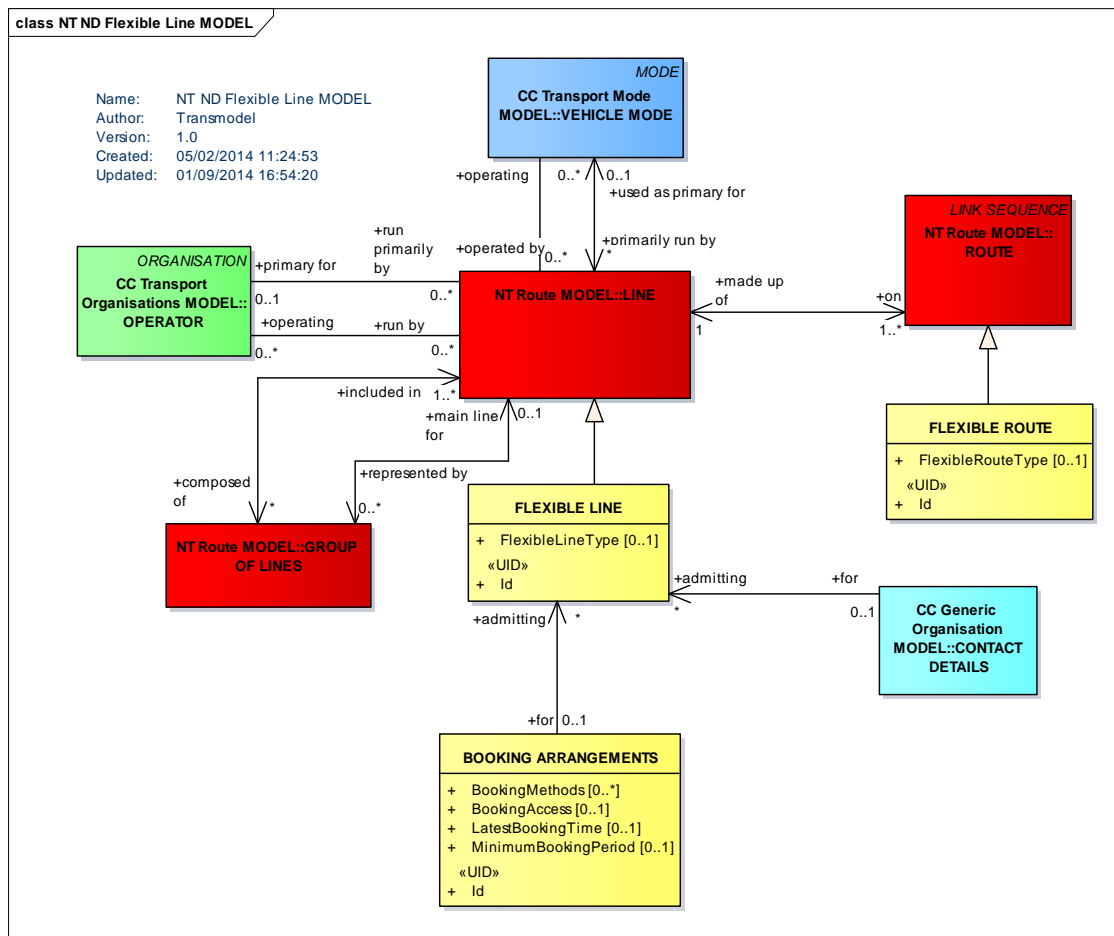 class NT ND Flexible Line MODEL
Name: NT ND Flexible Line MODEL
Author: Transmodel
Version: 1.0
Created: 05/02/2014 11:24:53
Updated: 01/09/2014 16:54:20
MODE
CC Transport Mode
MODEL::VEHICLE MODE
+operating
0..*
0..1
+used as primary for
+operated by
0..*
+primarily run by
*
ORGANISATION
CC Transport
Organisations MODEL::
OPERATOR
+primary for
0..1
+run
primarily
by
0..*
+operating
0..*
+run by
0..*
NT Route MODEL::LINE
+made up
of
1
+on
1..*
LINK SEQUENCE
NT Route MODEL::
ROUTE
+included in
1..*
+main line
for
0..1
+composed
of
*
+represented by
0..*
NT Route MODEL::GROUP
OF LINES
FLEXIBLE ROUTE
+ FlexibleRouteType [0..1]
«UID»
+ Id
FLEXIBLE LINE
+ FlexibleLineType [0..1]
«UID»
+ Id
+admitting
*
+for
0..1
CC Generic
Organisation
MODEL::CONTACT
DETAILS
+admitting
*
+for
0..1
BOOKING ARRANGEMENTS
+ BookingMethods [0..*]
+ BookingAccess [0..1]
+ LatestBookingTime [0..1]
+ MinimumBookingPeriod [0..1]
«UID»
+ Id